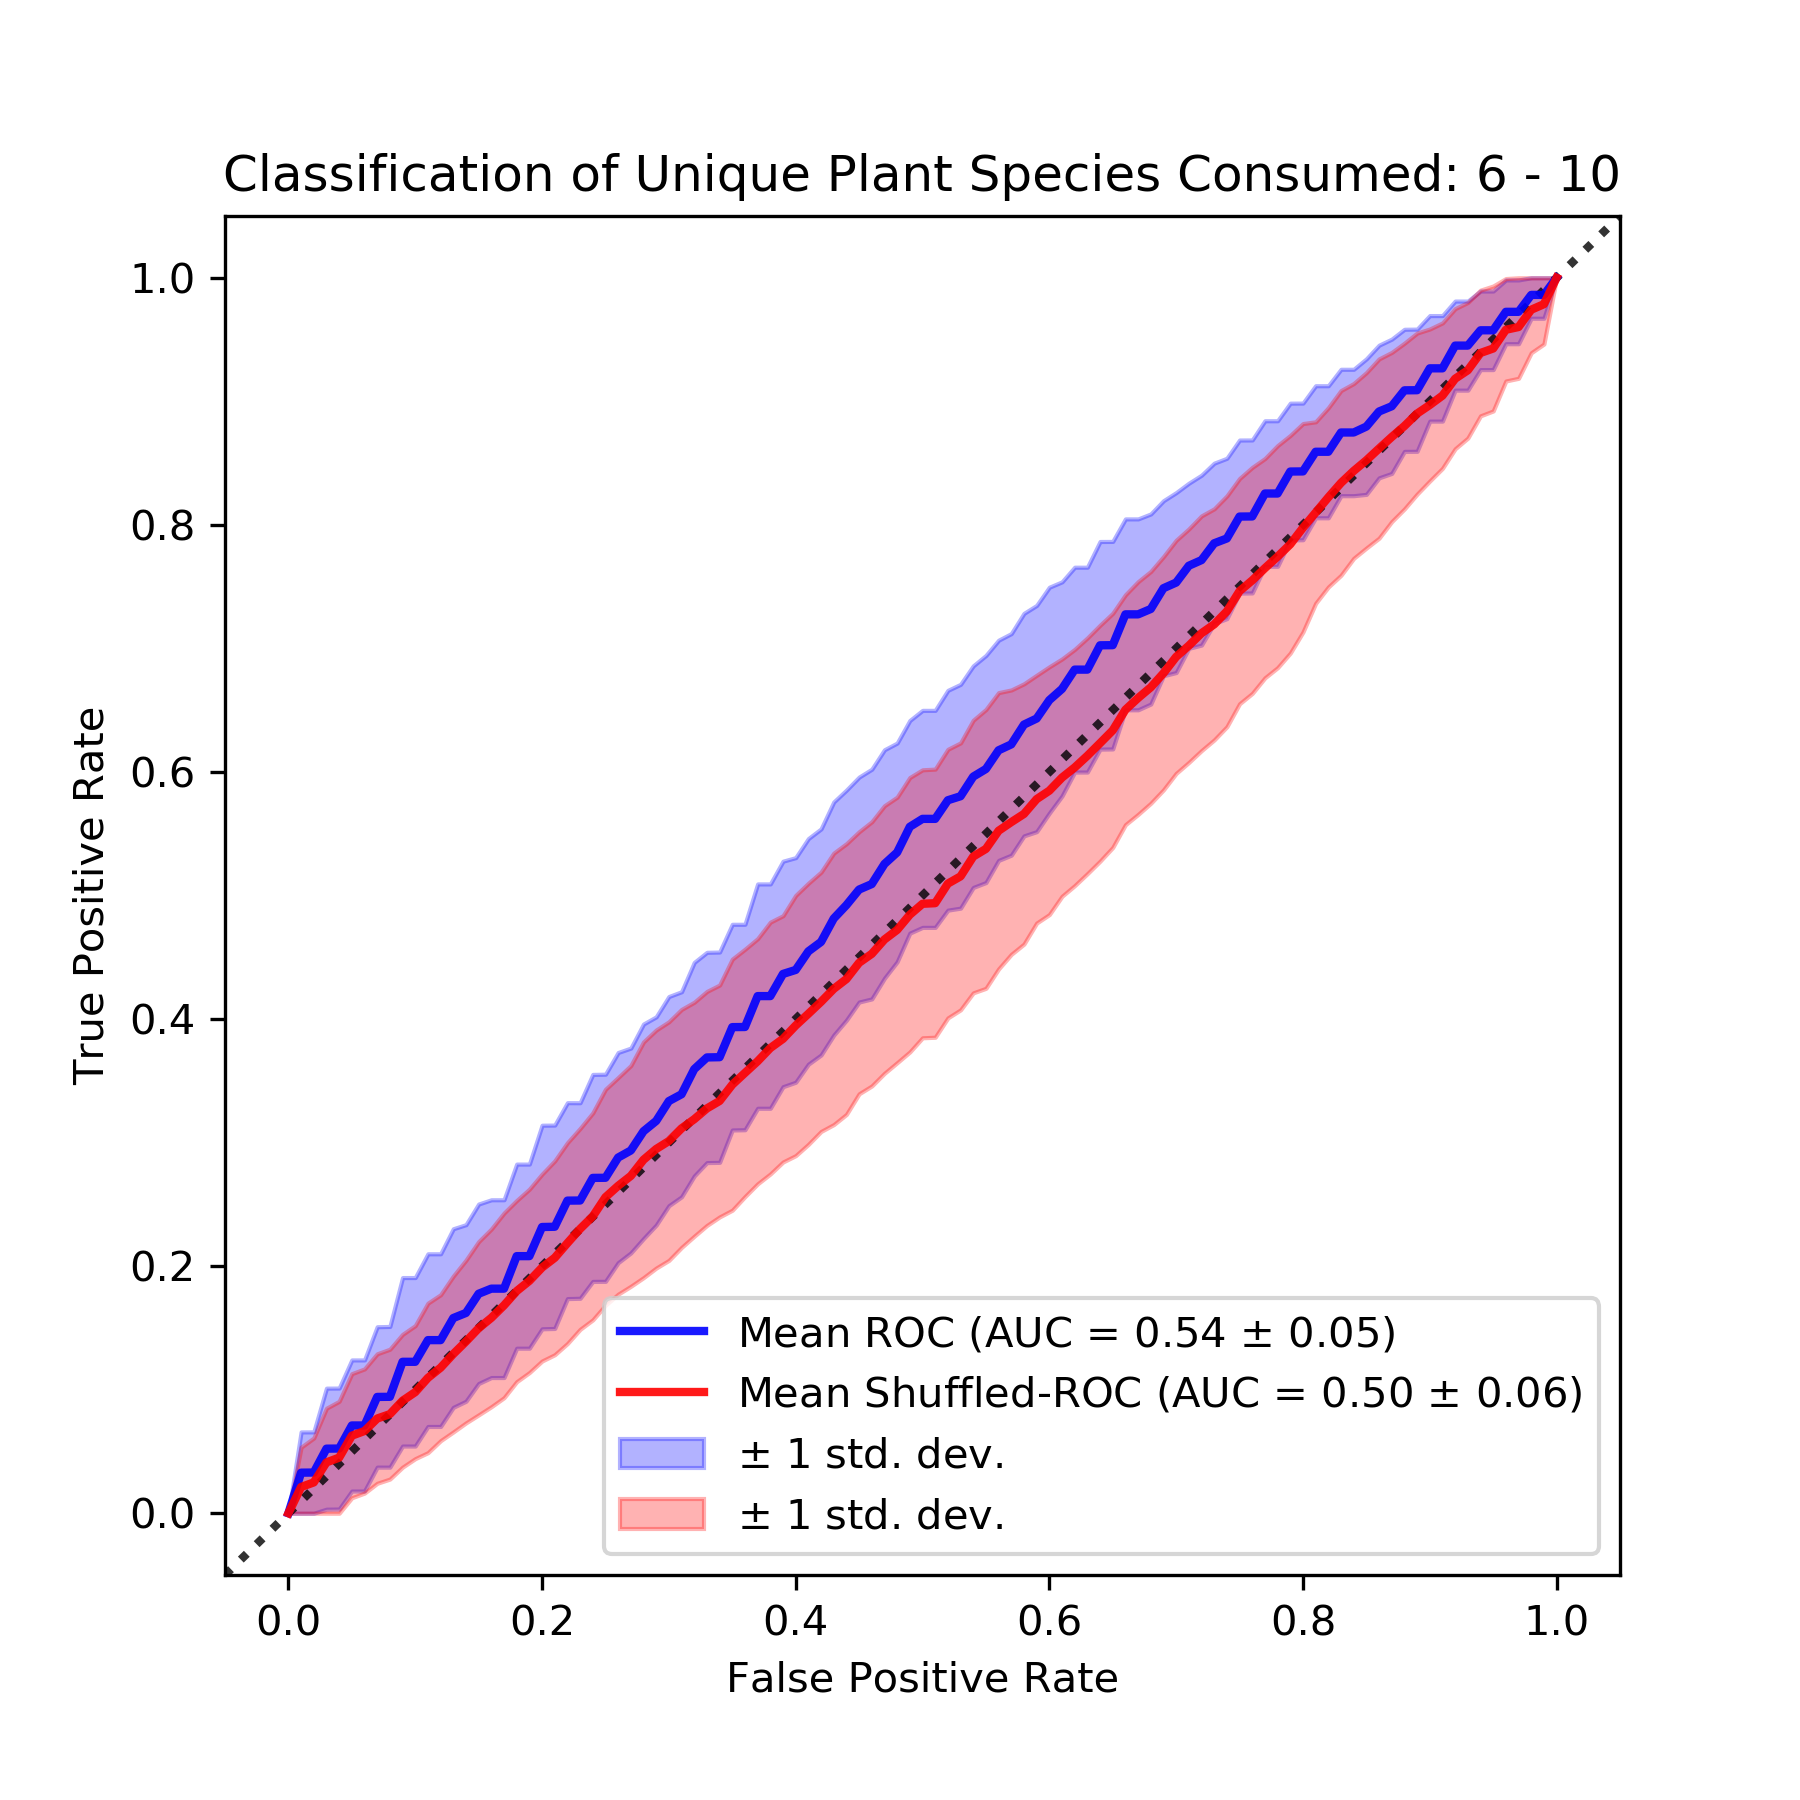 Classification of Unique Plant Species Consumed: 6 - 10
1.0
0.8
0.6
0.4
0.2
0.0
True Positive Rate
Mean ROC (AUC = 0.54 ± 0.05)
Mean Shuffled-ROC (AUC = 0.50 ± 0.06)
± 1 std. dev.
± 1 std. dev.
0.0 0.2 0.4 0.6 0.8 1.0
False Positive Rate